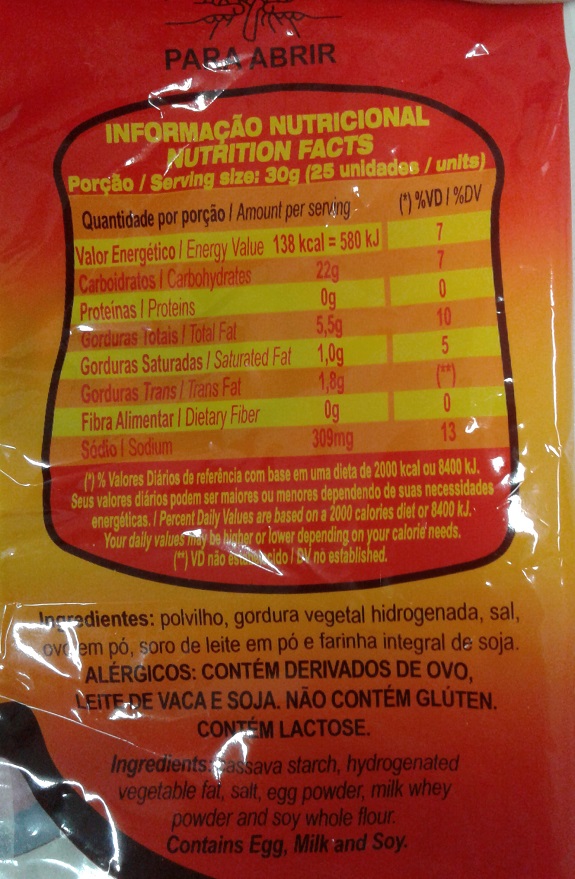 PARA ABRIR
INFORMAÇÃO NUTRICIONAL
NUTRITION FACTS
Porção / Serving size: 30g (25 unidades / units)
Quantidade por porção / Amount per serving (*) %VD / %DV
Valor Energético / Energy Value 138 kcal = 580 kJ 7
Carboidratos / Carbohydrates 22g 7
Proteínas / Proteins 0g 0
Gorduras Totais / Total Fat 5,5g 10
Gorduras Saturadas / Saturated Fat 1,0g 5
Gorduras Trans / Trans Fat 1,8g (**)
Fibra Alimentar / Dietary Fiber 0g 0
Sódio / Sodium 309mg 13
(*) % Valores Diários de referência com base em uma dieta de 2000 kcal ou 8400 kJ.
Seus valores diários podem ser maiores ou menores dependendo de suas necessidades
energéticas. / Percent Daily Values are based on a 2000 calories diet or 8400 kJ.
Your daily values may be higher or lower depending on your calorie needs.
(**) VD não / DV no established.
Ingredientes: polvilho, gordura vegetal hidrogenada, sal,
ovo em pó, soro de leite em pó e farinha integral de soja.
ALÉRGICOS: CONTÉM DERIVADOS DE OVO,
LEITE DE VACA E SOJA. NÃO CONTÉM GLÚTEN.
CONTÉM LACTOSE.
Ingredients: cassava starch, hydrogenated
vegetable fat, salt, egg powder, milk whey
powder and soy whole flour.
Contains Egg, Milk and Soy.